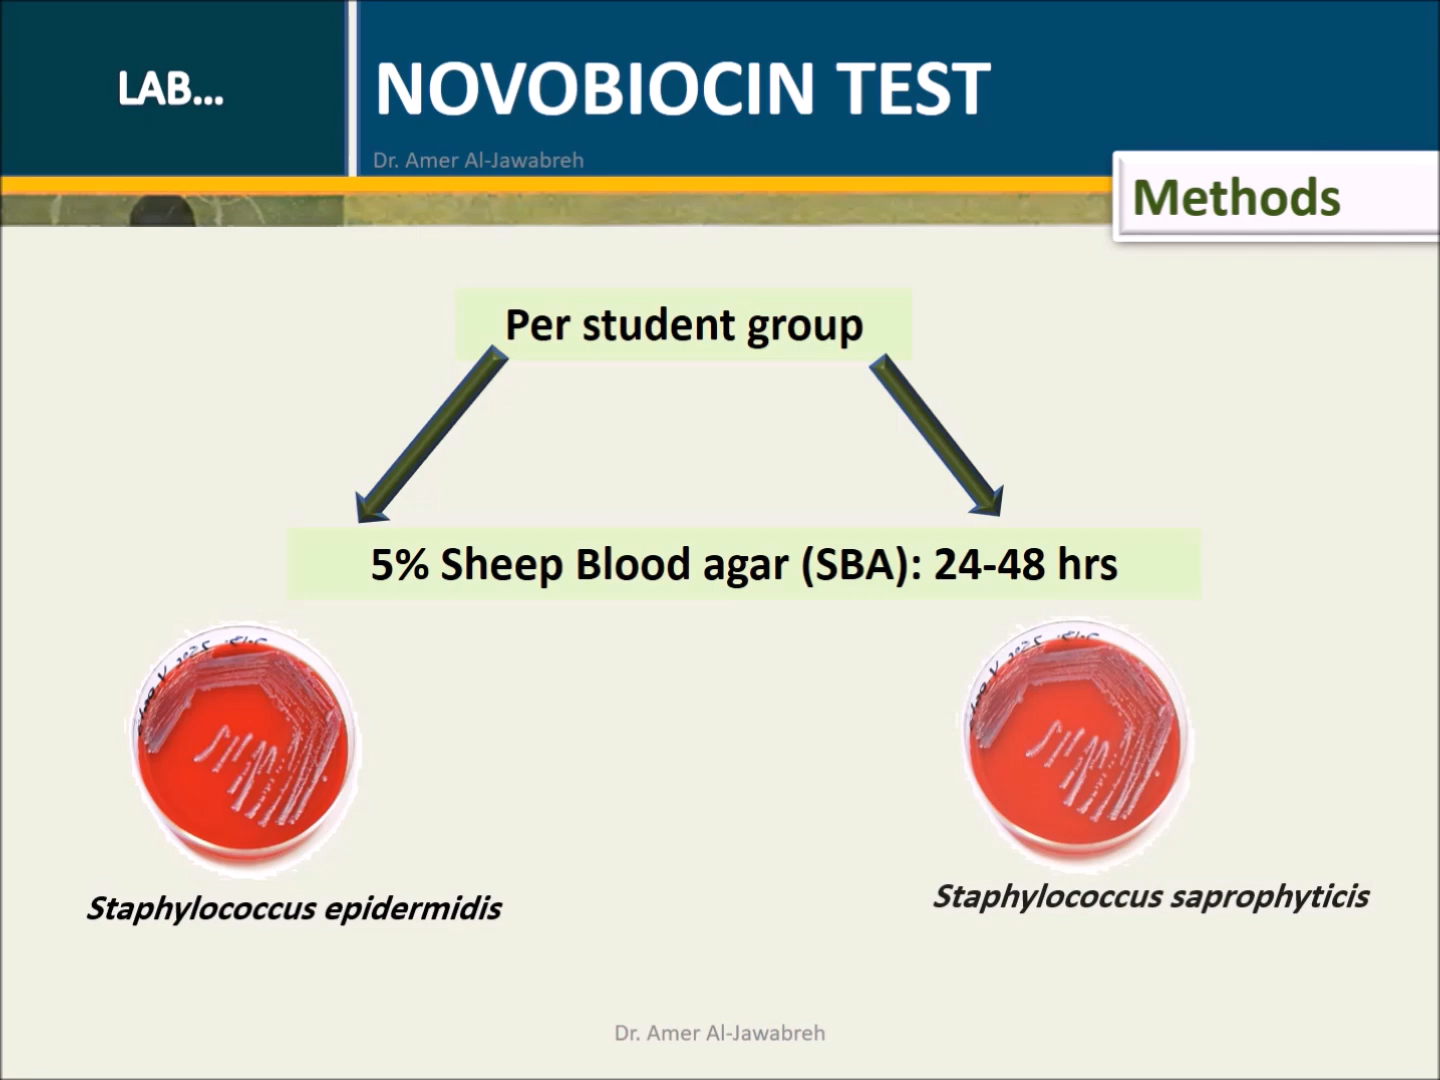 LAB...
NOVOBIOCIN TEST
Dr. Amer Al-Jawabreh
Methods
Per student group
5% Sheep Blood agar (SBA): 24-48 hrs
Staphylococcus epidermidis
Staphylococcus saprophyticis
Dr. Amer Al-Jawabreh